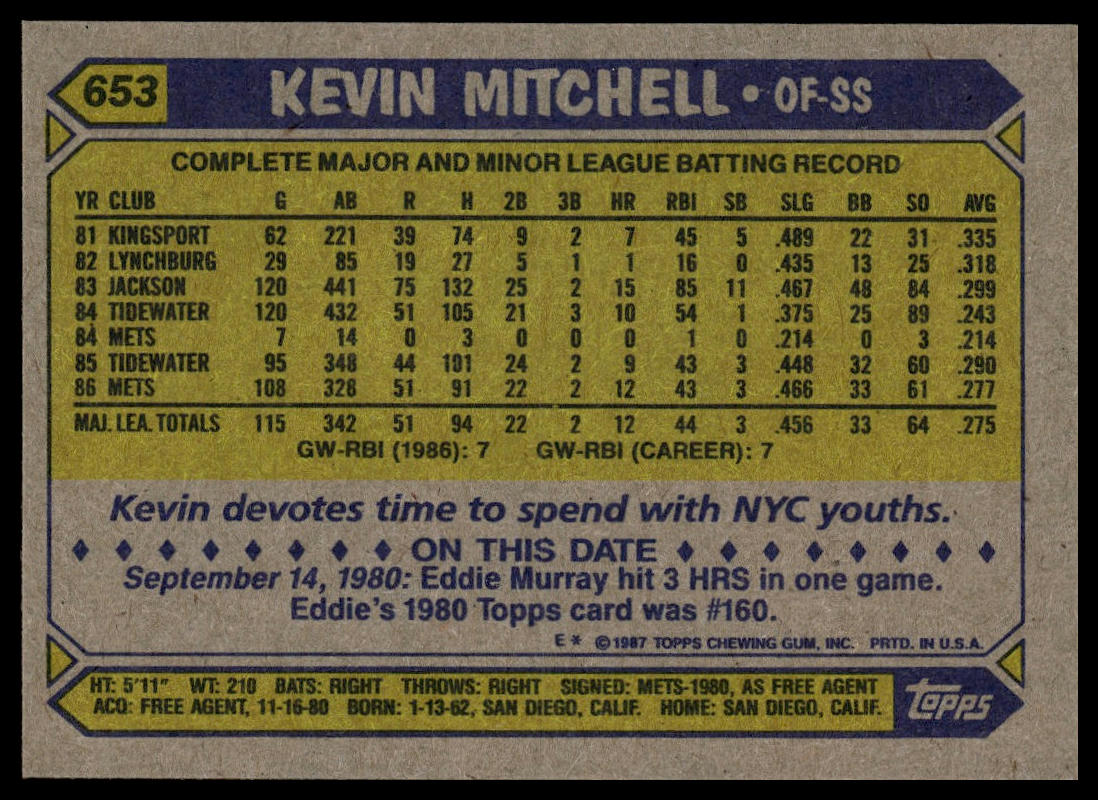 653 KEVIN MITCHELL • OF-SS
COMPLETE MAJOR AND MINOR LEAGUE BATTING RECORD
YR CLUB G AB R H 2B 3B HR RBI SB SLG BB SO AVG
81 KINGSPORT 62 221 39 74 9 2 7 45 5 .489 22 31 .335
82 LYNCHBURG 29 85 19 27 5 1 1 16 0 .435 13 25 .318
83 JACKSON 120 441 75 132 25 2 15 85 11 .467 48 84 .299
84 TIDEWATER 120 432 51 105 21 3 10 54 1 .375 25 89 .243
84 METS 7 14 0 3 0 0 0 1 0 .214 0 3 .214
85 TIDEWATER 95 348 44 101 24 2 9 43 3 .448 32 60 .290
86 METS 108 328 51 91 22 2 12 43 3 .466 33 61 .277
MAJ. LEA. TOTALS 115 342 51 94 22 2 12 44 3 .456 33 64 .275
GW-RBI (1986): 7 GW-RBI (CAREER): 7
Kevin devotes time to spend with NYC youths.
ON THIS DATE
September 14, 1980: Eddie Murray hit 3 HRS in one game.
Eddie's 1980 Topps card was #160.
E * ©1987 TOPPS CHEWING GUM, INC. PRTD. IN U.S.A.
HT: 5'11" WT: 210 BATS: RIGHT THROWS: RIGHT SIGNED: METS-1980, AS FREE AGENT
ACQ: FREE AGENT, 11-16-80 BORN: 1-13-62, SAN DIEGO, CALIF. HOME: SAN DIEGO, CALIF.
topps